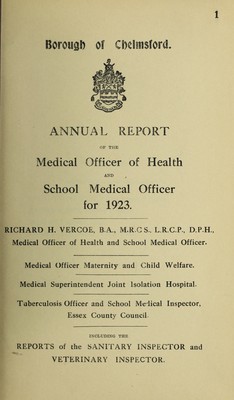 1
Borough of Chelmsford.
ANNUAL REPORT
OF THE
Medical Officer of Health
AND
School Medical Officer
for 1923.
RICHARD H. VERCOE, B.A., M.R.C S., L.R.C.P., D.P.H.,
Medical Officer of Health and School Medical Officer.
Medical Officer Maternity and Child Welfare.
Medical Superintendent Joint Isolation Hospital.
Tuberculosis Officer and School Medical Inspector,
Essex County Council.
INCLUDING THE
REPORTS of the SANITARY INSPECTOR and
VETERINARY INSPECTOR.